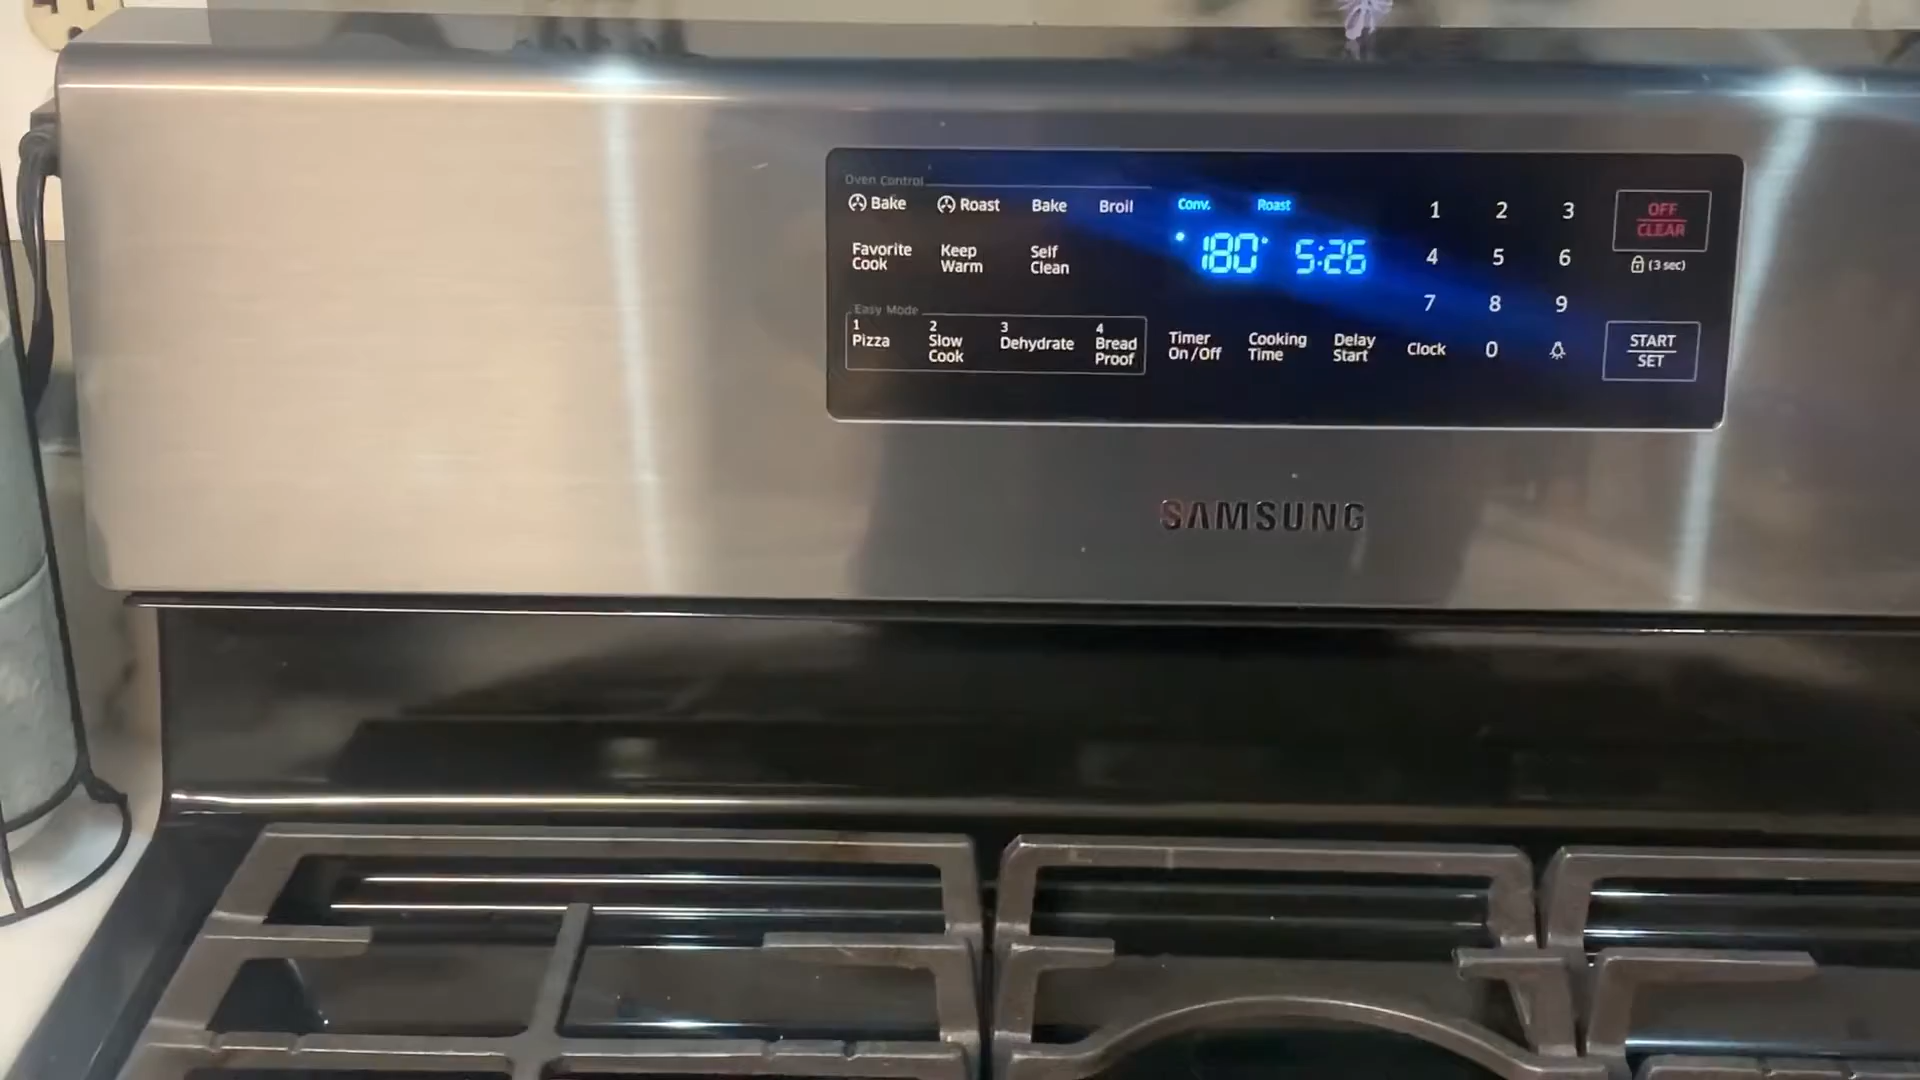 Oven Control
Bake Roast Bake Broil
Conv. Roast
Favorite Cook
Keep Warm
Self Clean
180° 5:26
Easy Mode
1 Pizza
2 Slow Cook
3 Dehydrate
4 Bread Proof
Timer On/Off
Cooking Time
Delay Start
Clock
1 2 3
4 5 6
7 8 9
0
OFF
CLEAR
(3 sec)
START
SET
SAMSUNG